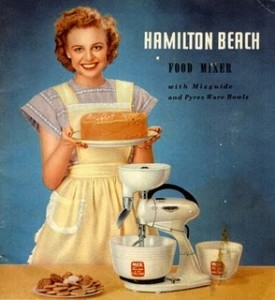 HAMILTON BEACH
FOOD MIXER
with Mixguide
and Pyrex Ware Bowls